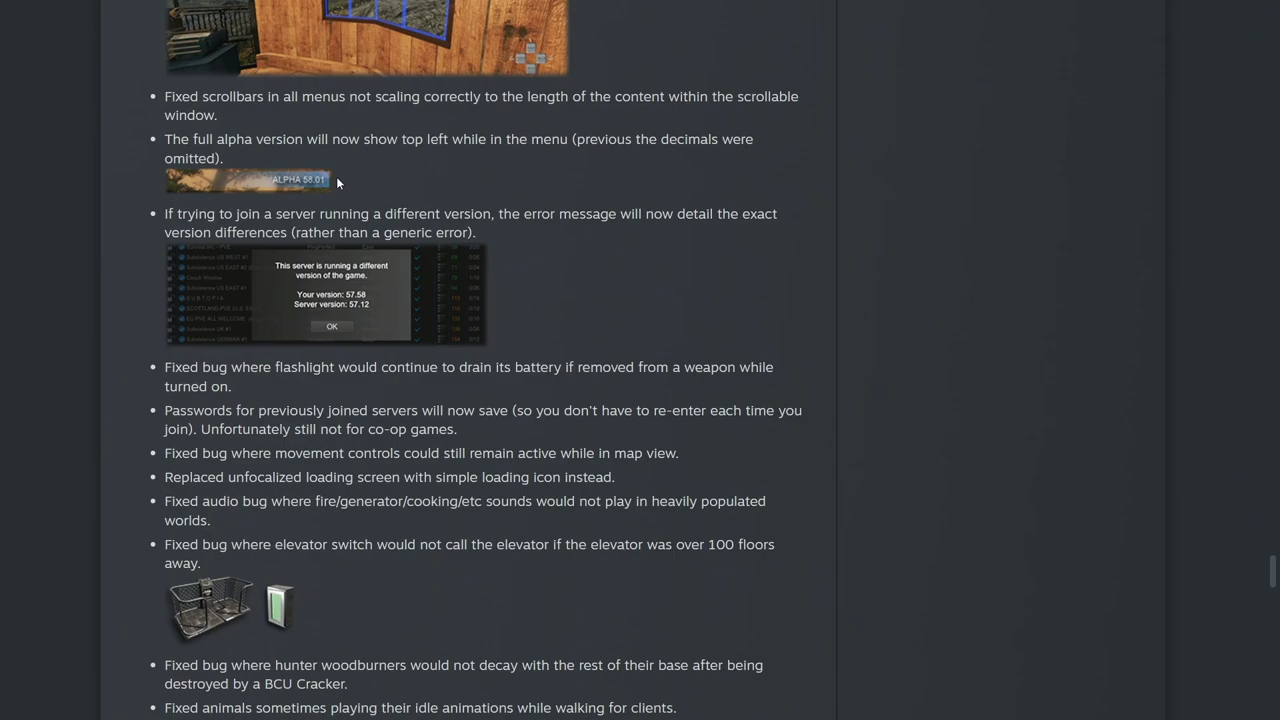 Fixed scrollbars in all menus not scaling correctly to the length of the content within the scrollable
window.
The full alpha version will now show top left while in the menu (previous the decimals were
omitted).
ALPHA 58.01
If trying to join a server running a different version, the error message will now detail the exact
version differences (rather than a generic error).
This server is running a different
version of the game.
Your version: 57.58
Server version: 57.12
OK
Fixed bug where flashlight would continue to drain its battery if removed from a weapon while
turned on.
Passwords for previously joined servers will now save (so you don't have to re-enter each time you
join). Unfortunately still not for co-op games.
Fixed bug where movement controls could still remain active while in map view.
Replaced unfocalized loading screen with simple loading icon instead.
Fixed audio bug where fire/generator/cooking/etc sounds would not play in heavily populated
worlds.
Fixed bug where elevator switch would not call the elevator if the elevator was over 100 floors
away.
Fixed bug where hunter woodburners would not decay with the rest of their base after being
destroyed by a BCU Cracker.
Fixed animals sometimes playing their idle animations while walking for clients.